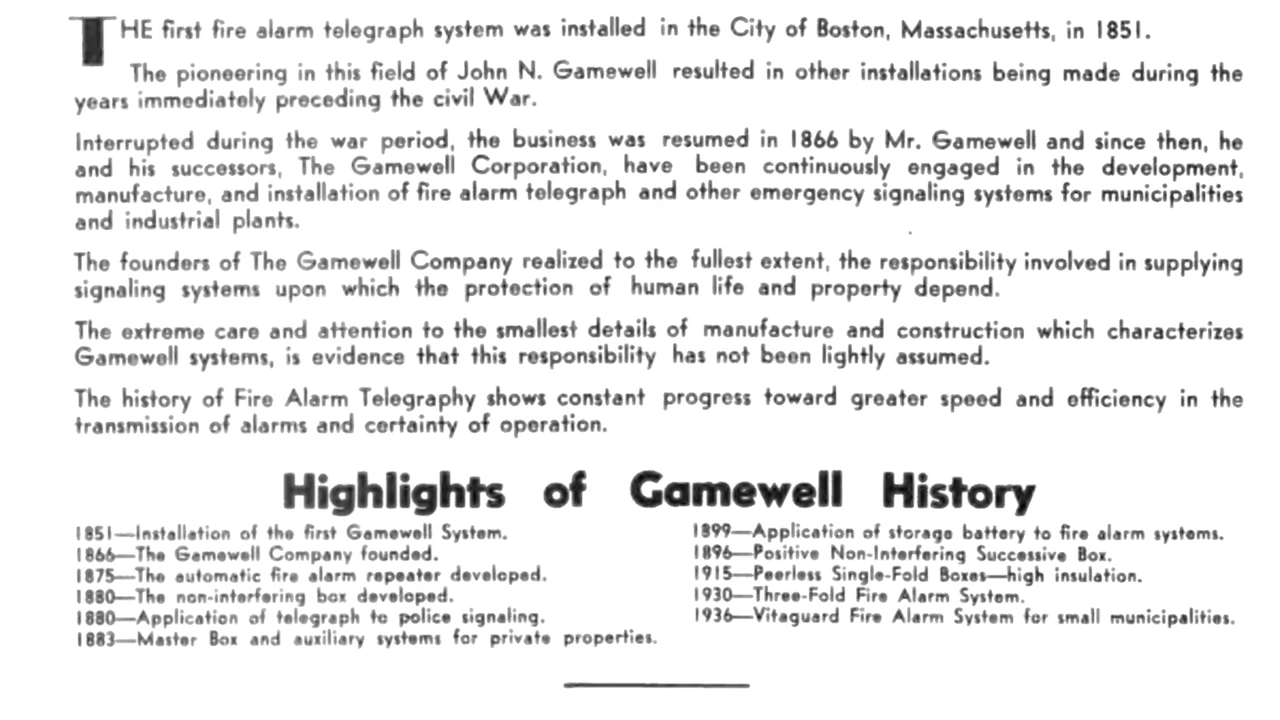 THE first fire alarm telegraph system was installed in the City of Boston, Massachusetts, in 1851.
The pioneering in this field of John N. Gamewell resulted in other installations being made during the
years immediately preceding the civil War.
Interrupted during the war period, the business was resumed in 1866 by Mr. Gamewell and since then, he
and his successors, The Gamewell Corporation, have been continuously engaged in the development,
manufacture, and installation of fire alarm telegraph and other emergency signaling systems for municipalities
and industrial plants.
The founders of The Gamewell Company realized to the fullest extent, the responsibility involved in supplying
signaling systems upon which the protection of human life and property depend.
The extreme care and attention to the smallest details of manufacture and construction which characterizes
Gamewell systems, is evidence that this responsibility has not been lightly assumed.
The history of Fire Alarm Telegraphy shows constant progress toward greater speed and efficiency in the
transmission of alarms and certainty of operation.
Highlights of Gamewell History
1851—Installation of the first Gamewell System.
1866—The Gamewell Company founded.
1875—The automatic fire alarm repeater developed.
1880—The non-interfering box developed.
1880—Application of telegraph to police signaling.
1883—Master Box and auxiliary systems for private properties.
1899—Application of storage battery to fire alarm systems.
1896—Positive Non-Interfering Successive Box.
1915—Peerless Single-Fold Boxes—high insulation.
1930—Three-Fold Fire Alarm System.
1936—Vitaguard Fire Alarm System for small municipalities.